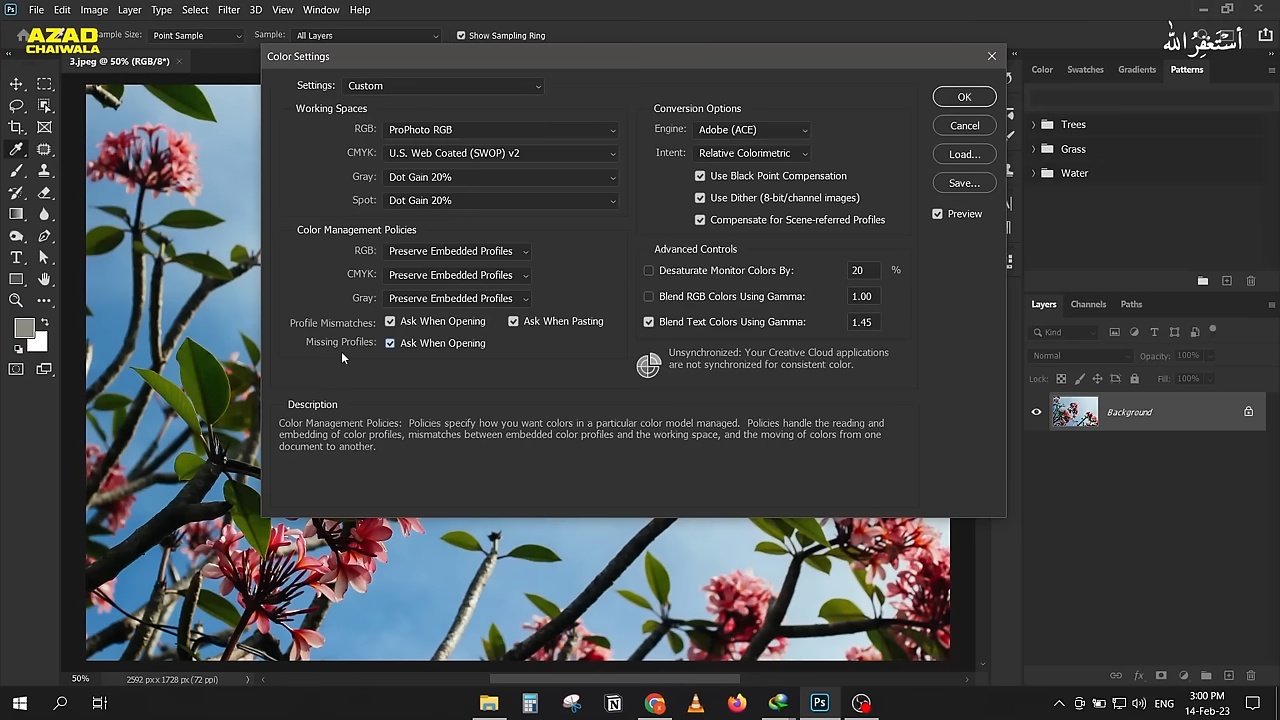 Ps File Edit Image Layer Type Select Filter 3D View Window Help
AZAD
CHAIWALA
Sample Size: Point Sample Sample: All Layers Show Sampling Ring
أستغفر الله
3.jpeg @ 50% (RGB/8*)
Color Settings
Settings: Custom
Working Spaces
RGB: ProPhoto RGB
CMYK: U.S. Web Coated (SWOP) v2
Gray: Dot Gain 20%
Spot: Dot Gain 20%
Color Management Policies
RGB: Preserve Embedded Profiles
CMYK: Preserve Embedded Profiles
Gray: Preserve Embedded Profiles
Profile Mismatches: Ask When Opening Ask When Pasting
Missing Profiles: Ask When Opening
Conversion Options
Engine: Adobe (ACE)
Intent: Relative Colorimetric
Use Black Point Compensation
Use Dither (8-bit/channel images)
Compensate for Scene-referred Profiles
Advanced Controls
Desaturate Monitor Colors By: 20 %
Blend RGB Colors Using Gamma: 1.00
Blend Text Colors Using Gamma: 1.45
Unsynchronized: Your Creative Cloud applications
are not synchronized for consistent color.
Description
Color Management Policies: Policies specify how you want colors in a particular color model managed. Policies handle the reading and
embedding of color profiles, mismatches between embedded color profiles and the working space, and the moving of colors from one
document to another.
OK
Cancel
Load...
Save...
Preview
Color Swatches Gradients Patterns
Trees
Grass
Water
Layers Channels Paths
Kind
Normal Opacity: 100%
Lock: Fill: 100%
Background
50% 2592 px x 1728 px (72 ppi)
Ps
ENG
3:00 PM
14-Feb-23